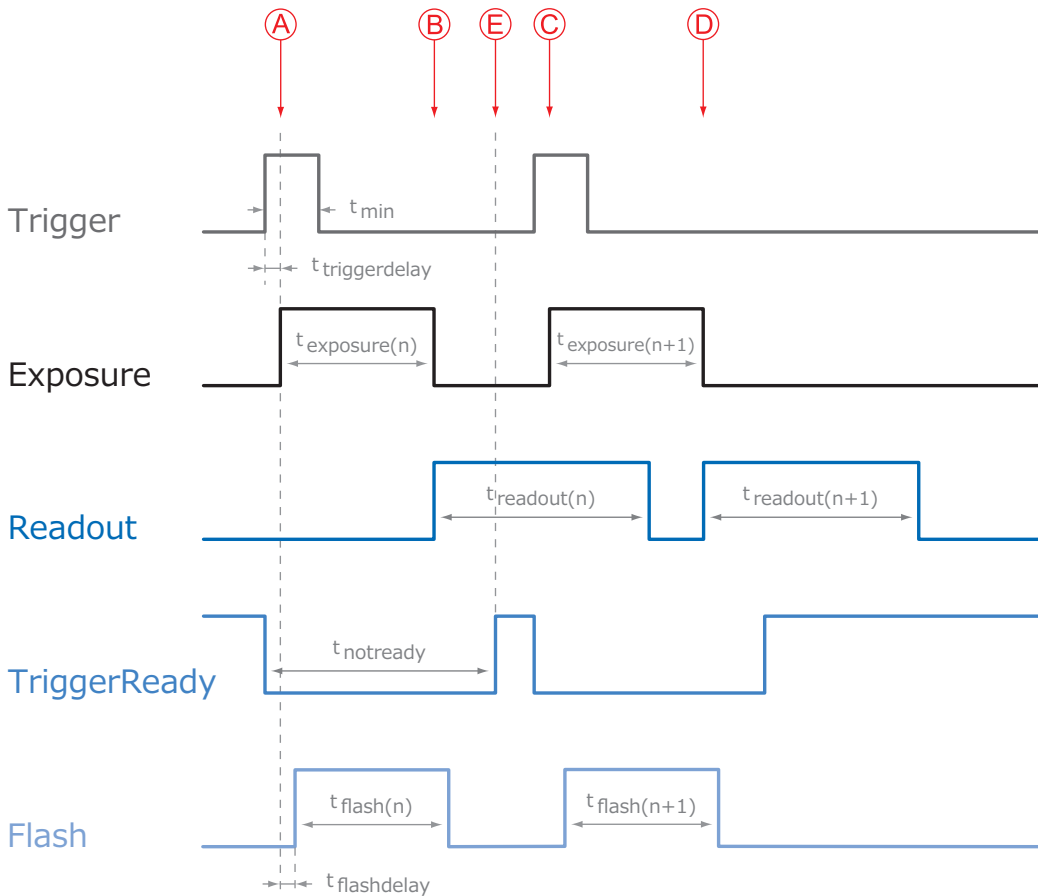 A B E C D
t min
Trigger
t triggerdelay
t exposure(n) t exposure(n+1)
Exposure
t readout(n) t readout(n+1)
Readout
t notready
TriggerReady
t flash(n) t flash(n+1)
Flash
t flashdelay